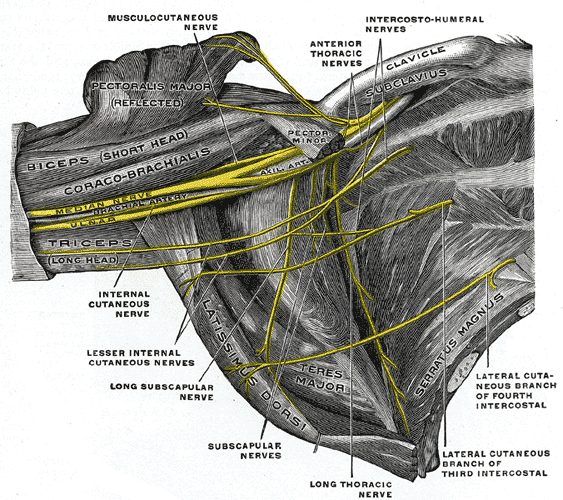 MUSCULOCUTANEOUS
NERVE
INTERCOSTO-HUMERAL
NERVES
ANTERIOR
THORACIC
NERVES
CLAVICLE
SUBCLAVIUS
PECTORALIS MAJOR
(REFLECTED)
PECTOR.
MINOR
BICEPS (SHORT HEAD)
CORACO-BRACHIALIS
AXIL. ART.
MEDIAN NERVE
BRACHIAL ARTERY
ULNAR
TRICEPS
(LONG HEAD)
INTERNAL
CUTANEOUS
NERVE
LATISSIMUS DORSI
TERES
MAJOR
SERRATUS MAGNUS
LESSER INTERNAL
CUTANEOUS NERVES
LONG SUBSCAPULAR
NERVE
SUBSCAPULAR
NERVES
LONG THORACIC
NERVE
LATERAL CUTA-
NEOUS BRANCH
OF FOURTH
INTERCOSTAL
LATERAL CUTANEOUS
BRANCH OF
THIRD INTERCOSTAL